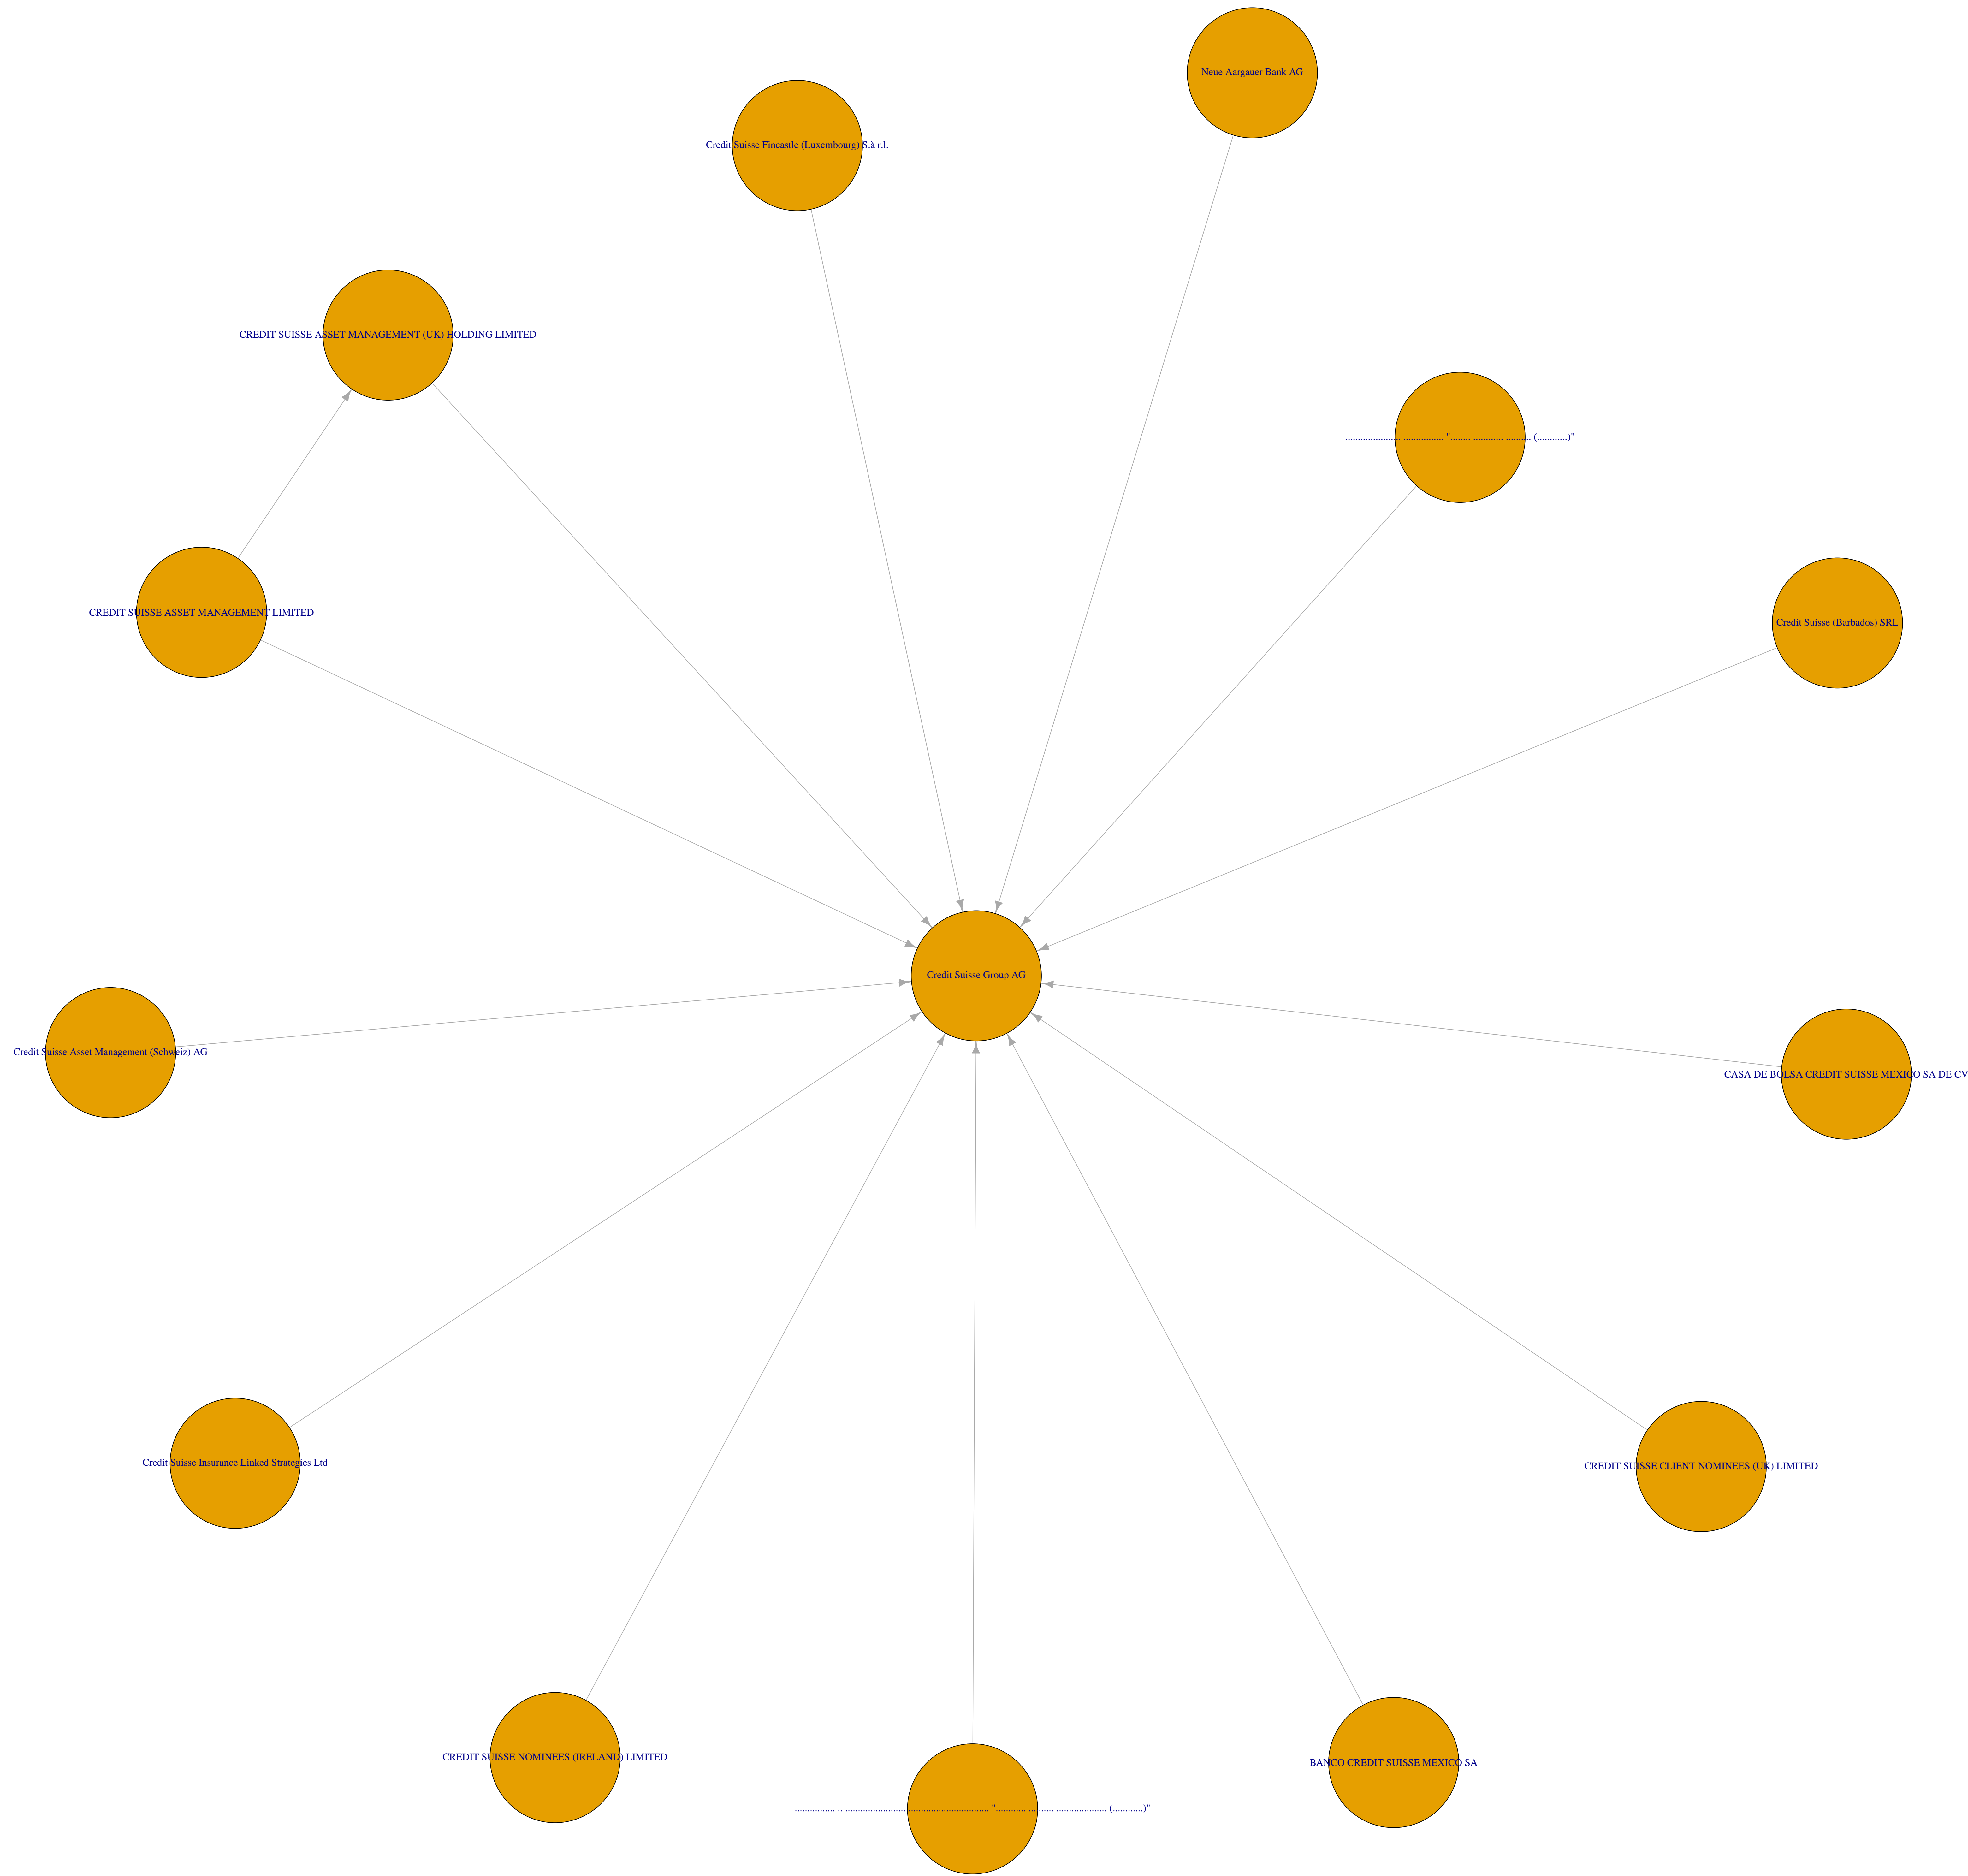 Neue Aargauer Bank AG
Credit Suisse Fincastle (Luxembourg) S.à r.l.
CREDIT SUISSE ASSET MANAGEMENT (UK) HOLDING LIMITED
...................... ................ "........ ............ .......... (............)"
CREDIT SUISSE ASSET MANAGEMENT LIMITED
Credit Suisse (Barbados) SRL
Credit Suisse Group AG
Credit Suisse Asset Management (Schweiz) AG
CASA DE BOLSA CREDIT SUISSE MEXICO SA DE CV
Credit Suisse Insurance Linked Strategies Ltd
CREDIT SUISSE CLIENT NOMINEES (UK) LIMITED
CREDIT SUISSE NOMINEES (IRELAND) LIMITED
BANCO CREDIT SUISSE MEXICO SA
................ .. ........................ ................................ "............ .......... .................... (............)"